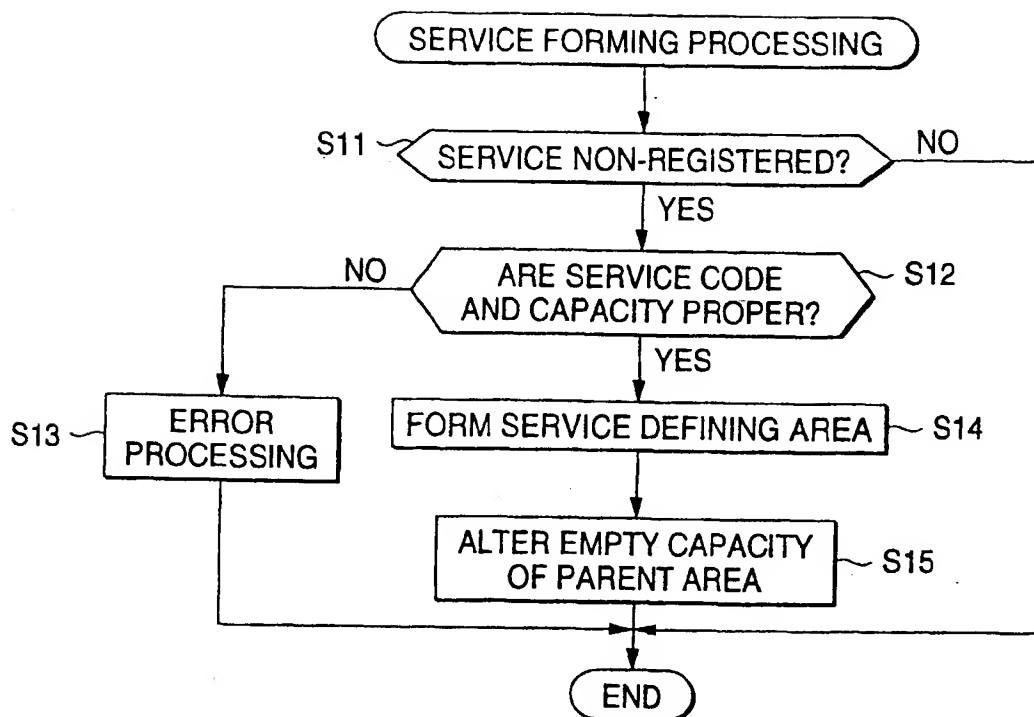 SERVICE FORMING PROCESSING
S11
SERVICE NON-REGISTERED?
NO
YES
NO
ARE SERVICE CODE
AND CAPACITY PROPER?
S12
YES
S13
ERROR
PROCESSING
FORM SERVICE DEFINING AREA
S14
ALTER EMPTY CAPACITY
OF PARENT AREA
S15
END